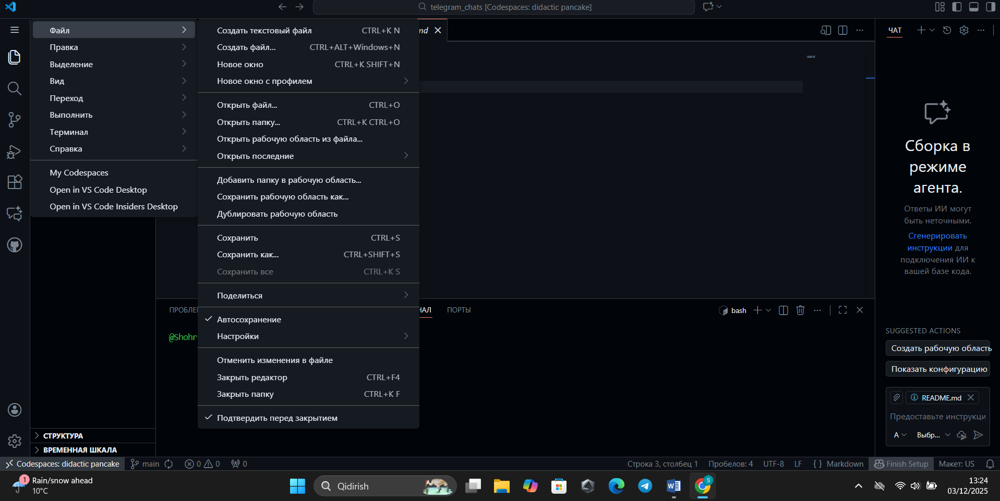 telegram_chats [Codespaces: didactic pancake]
Файл
Правка
Выделение
Вид
Переход
Выполнить
Терминал
Справка
My Codespaces
Open in VS Code Desktop
Open in VS Code Insiders Desktop
Создать текстовый файл CTRL+K N
Создать файл... CTRL+ALT+Windows+N
Новое окно CTRL+K SHIFT+N
Новое окно с профилем
Открыть файл... CTRL+O
Открыть папку... CTRL+K CTRL+O
Открыть рабочую область из файла...
Открыть последние
Добавить папку в рабочую область...
Сохранить рабочую область как...
Дублировать рабочую область
Сохранить CTRL+S
Сохранить как... CTRL+SHIFT+S
Сохранить все CTRL+K S
Поделиться
Автосохранение
Настройки
Отменить изменения в файле
Закрыть редактор CTRL+F4
Закрыть папку CTRL+K F
Подтвердить перед закрытием
md
ПРОБЛЕ
НАЛ
ПОРТЫ
bash
@Shohr
ЧАТ
Сборка в
режиме
агента.
Ответы ИИ могут
быть неточными.
Сгенерировать
инструкции для
подключения ИИ к
вашей базе кода.
SUGGESTED ACTIONS
Создать рабочую область
Показать конфигурацию
README.md
Предоставьте инструкци
A Выбр...
СТРУКТУРА
ВРЕМЕННАЯ ШКАЛА
Codespaces: didactic pancake main 0 0 0 Строка 3, столбец 1 Пробелов: 4 UTF-8 LF { } Markdown Finish Setup Макет: US
1 Rain/snow ahead
10°C
Qidirish
S
13:24
03/12/2025